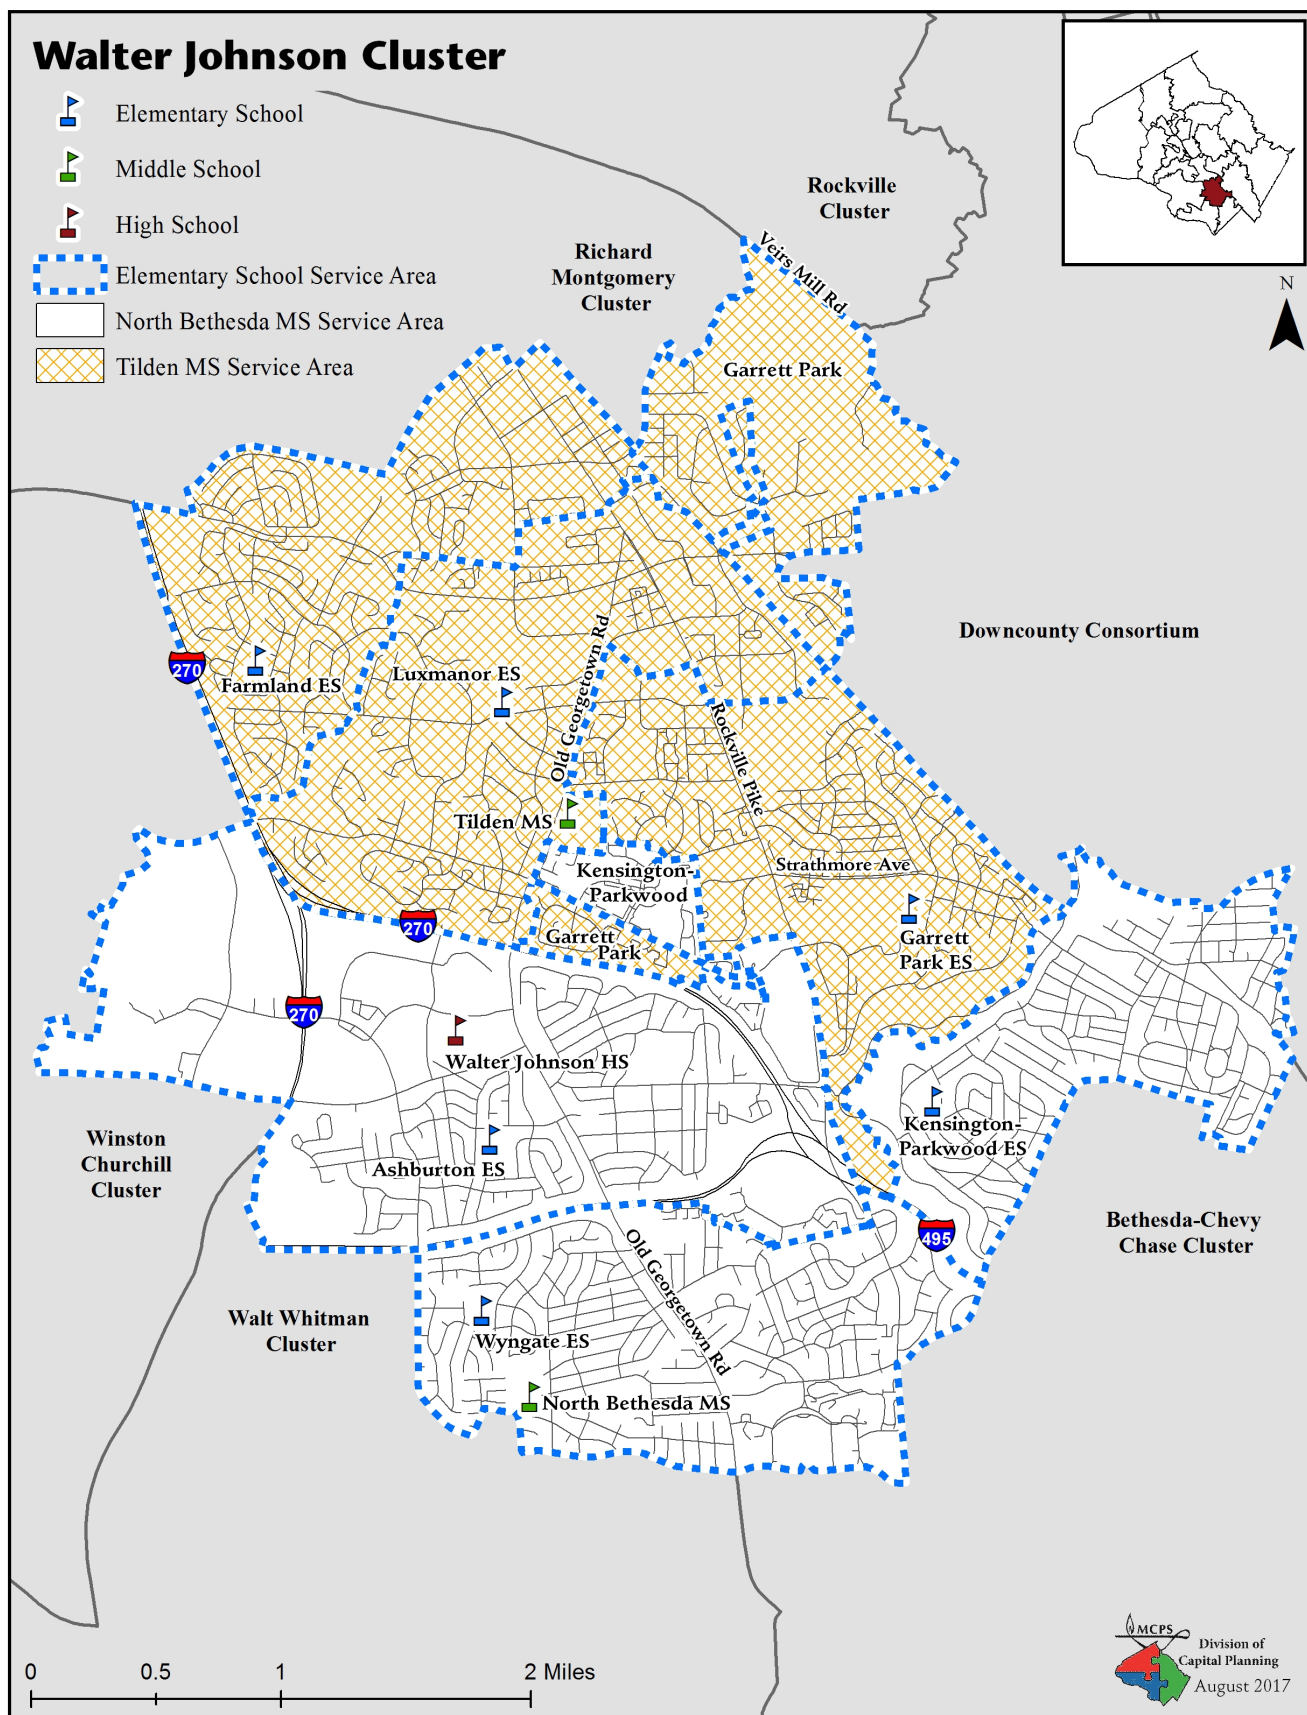 Walter Johnson Cluster
Elementary School
Middle School
High School
Elementary School Service Area
North Bethesda MS Service Area
Tilden MS Service Area
Rockville
Cluster
Richard
Montgomery
Cluster
Veirs Mill Rd
N
Garrett Park
Downcounty Consortium
270
Farmland ES
Luxmanor ES
Old Georgetown Rd
Rockville Pike
Tilden MS
Kensington-
Parkwood
Strathmore Ave
270
Garrett
Park
Garrett
Park ES
270
Walter Johnson HS
Kensington-
Parkwood ES
Winston
Churchill
Cluster
Ashburton ES
495
Bethesda-Chevy
Chase Cluster
Old Georgetown Rd
Walt Whitman
Cluster
Wyngate ES
North Bethesda MS
MCPS
Division of
Capital Planning
August 2017
0 0.5 1 2 Miles